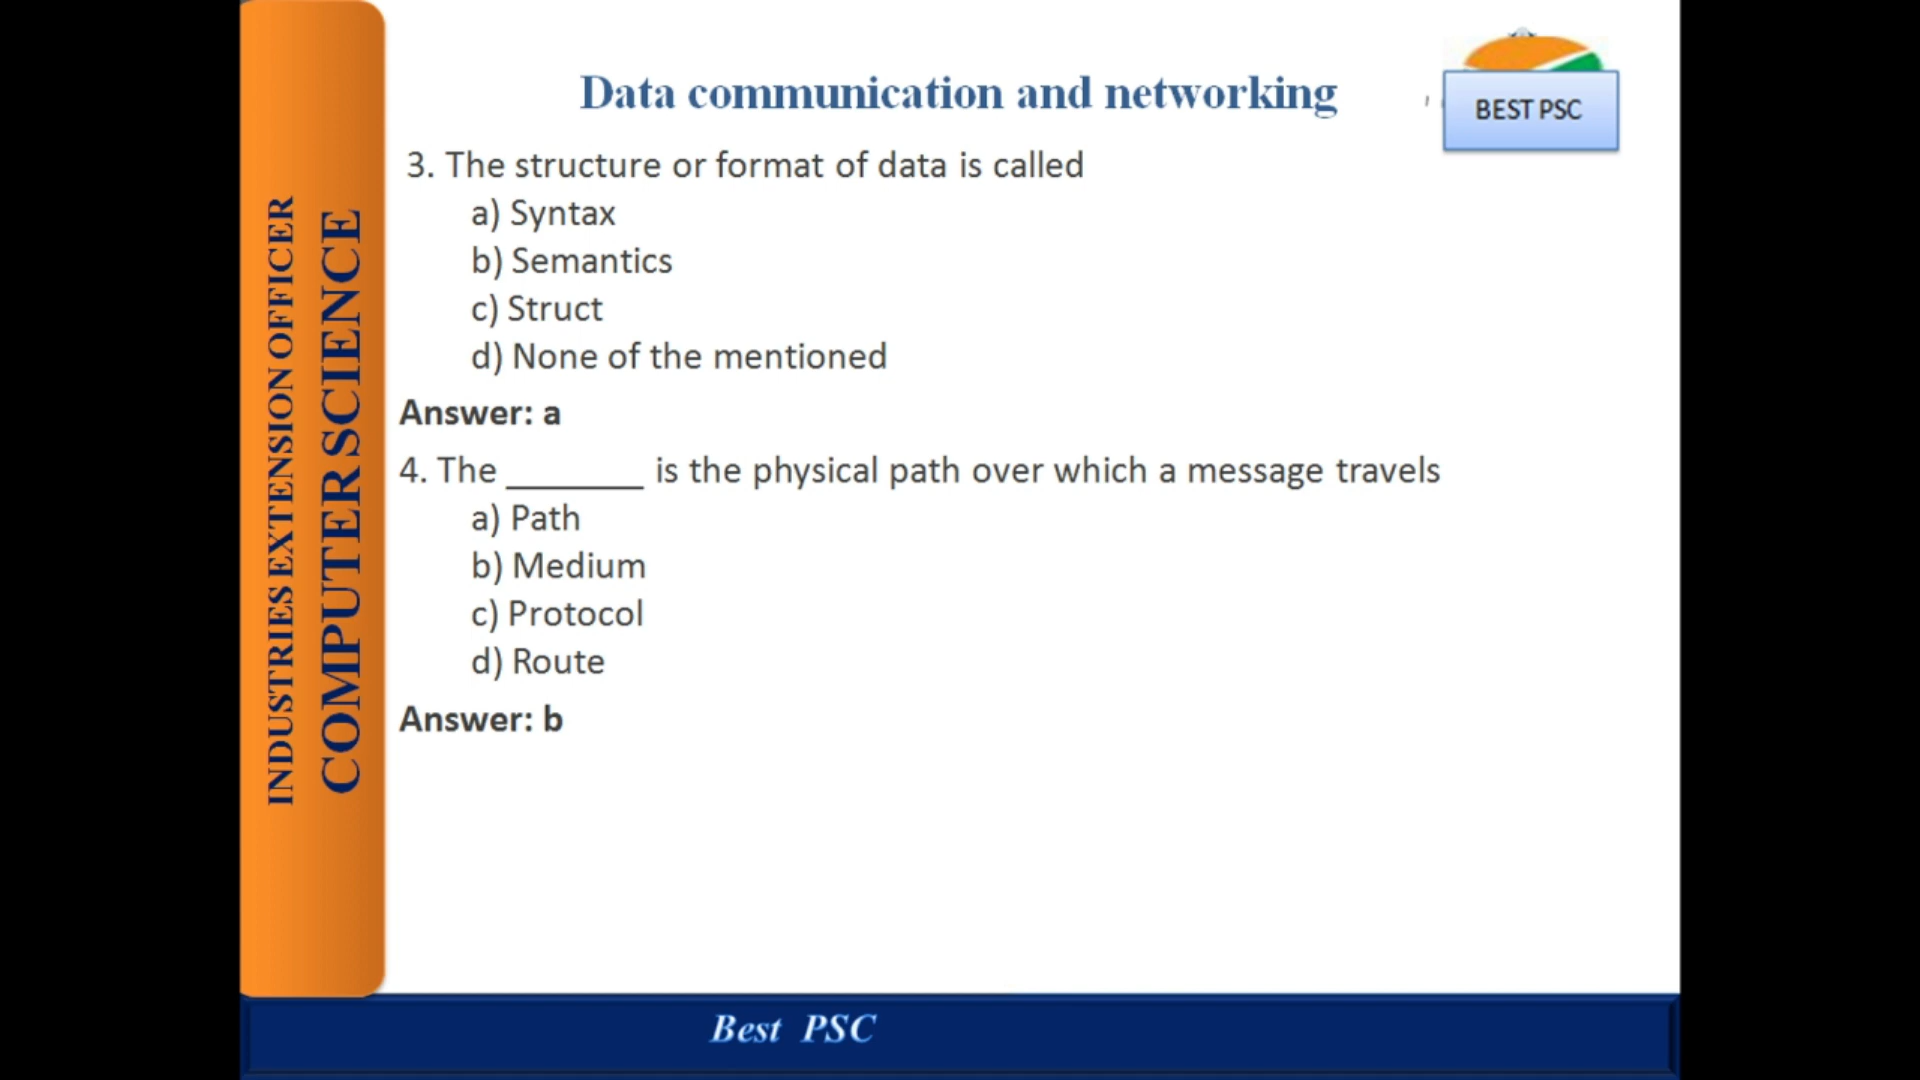 Data communication and networking
BEST PSC
3. The structure or format of data is called
a) Syntax
b) Semantics
c) Struct
d) None of the mentioned
Answer: a
4. The _______ is the physical path over which a message travels
a) Path
b) Medium
c) Protocol
d) Route
Answer: b
INDUSTRIES EXTENSION OFFICER
COMPUTER SCIENCE
Best PSC